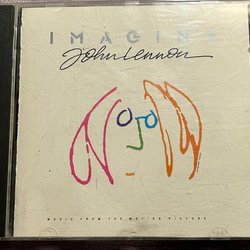 IMAGINE
John Lennon
MUSIC FROM THE MOTION PICTURE